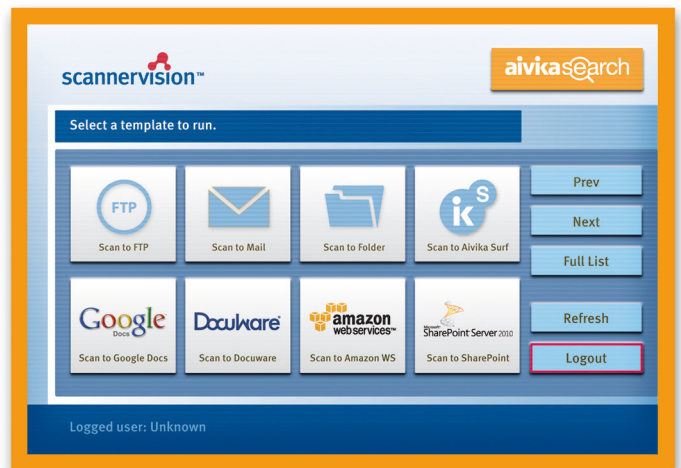 scannervision™
aivikasearch
Select a template to run.
FTP
Scan to FTP
Scan to Mail
Scan to Folder
ik S
Scan to Aivika Surf
Prev
Next
Full List
Google
Docs
Scan to Google Docs
DocuWare
Scan to Docuware
amazon
webservices™
Scan to Amazon WS
Microsoft
SharePoint Server 2010
Scan to SharePoint
Refresh
Logout
Logged user: Unknown